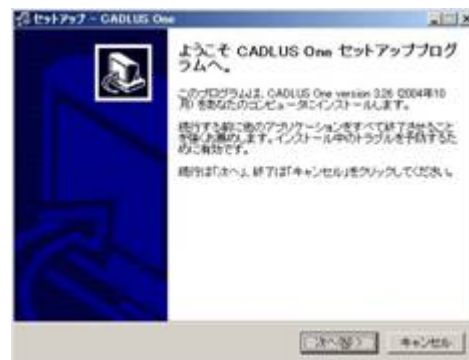 セットアップ - CADLUS One
ようこそ CADLUS One セットアッププログ
ラムへ。
このプログラムは、CADLUS One version 3.26 (2004年10
月) をあなたのコンピュータにインストールします。
続行する前に他のアプリケーションをすべて終了させること
を強くお薦めします。インストール中のトラブルを予防するた
めに有効です。
続行は「次へ」、終了は「キャンセル」をクリックしてください。
次へ(N) >
キャンセル